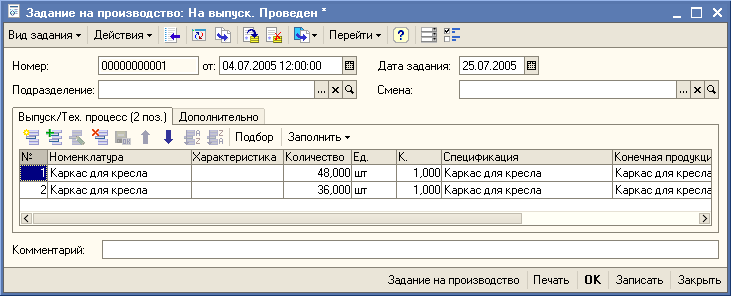 Задание на производство: На выпуск. Проведен *
Вид задания Действия Перейти
Номер: 00000000001 от: 04.07.2005 12:00:00 Дата задания: 25.07.2005
Подразделение: Смена:
Выпуск/Тех. процесс (2 поз.) Дополнительно
Подбор Заполнить
№ Номенклатура Характеристика Количество Ед. К. Спецификация Конечная продукци
1 Каркас для кресла 48,000 шт 1,000 Каркас для кресла Каркас для кресла
2 Каркас для кресла 36,000 шт 1,000 Каркас для кресла Каркас для кресла
Комментарий:
Задание на производство Печать OK Записать Закрыть